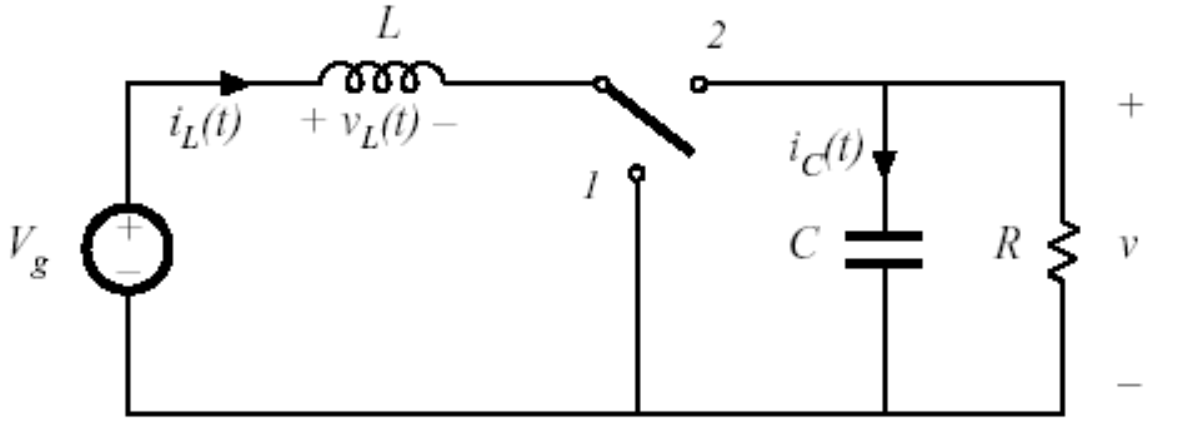 L
2
i_L(t)
+ v_L(t) –
+
i_C(t)
1
V_g
+
–
C
R
v
–